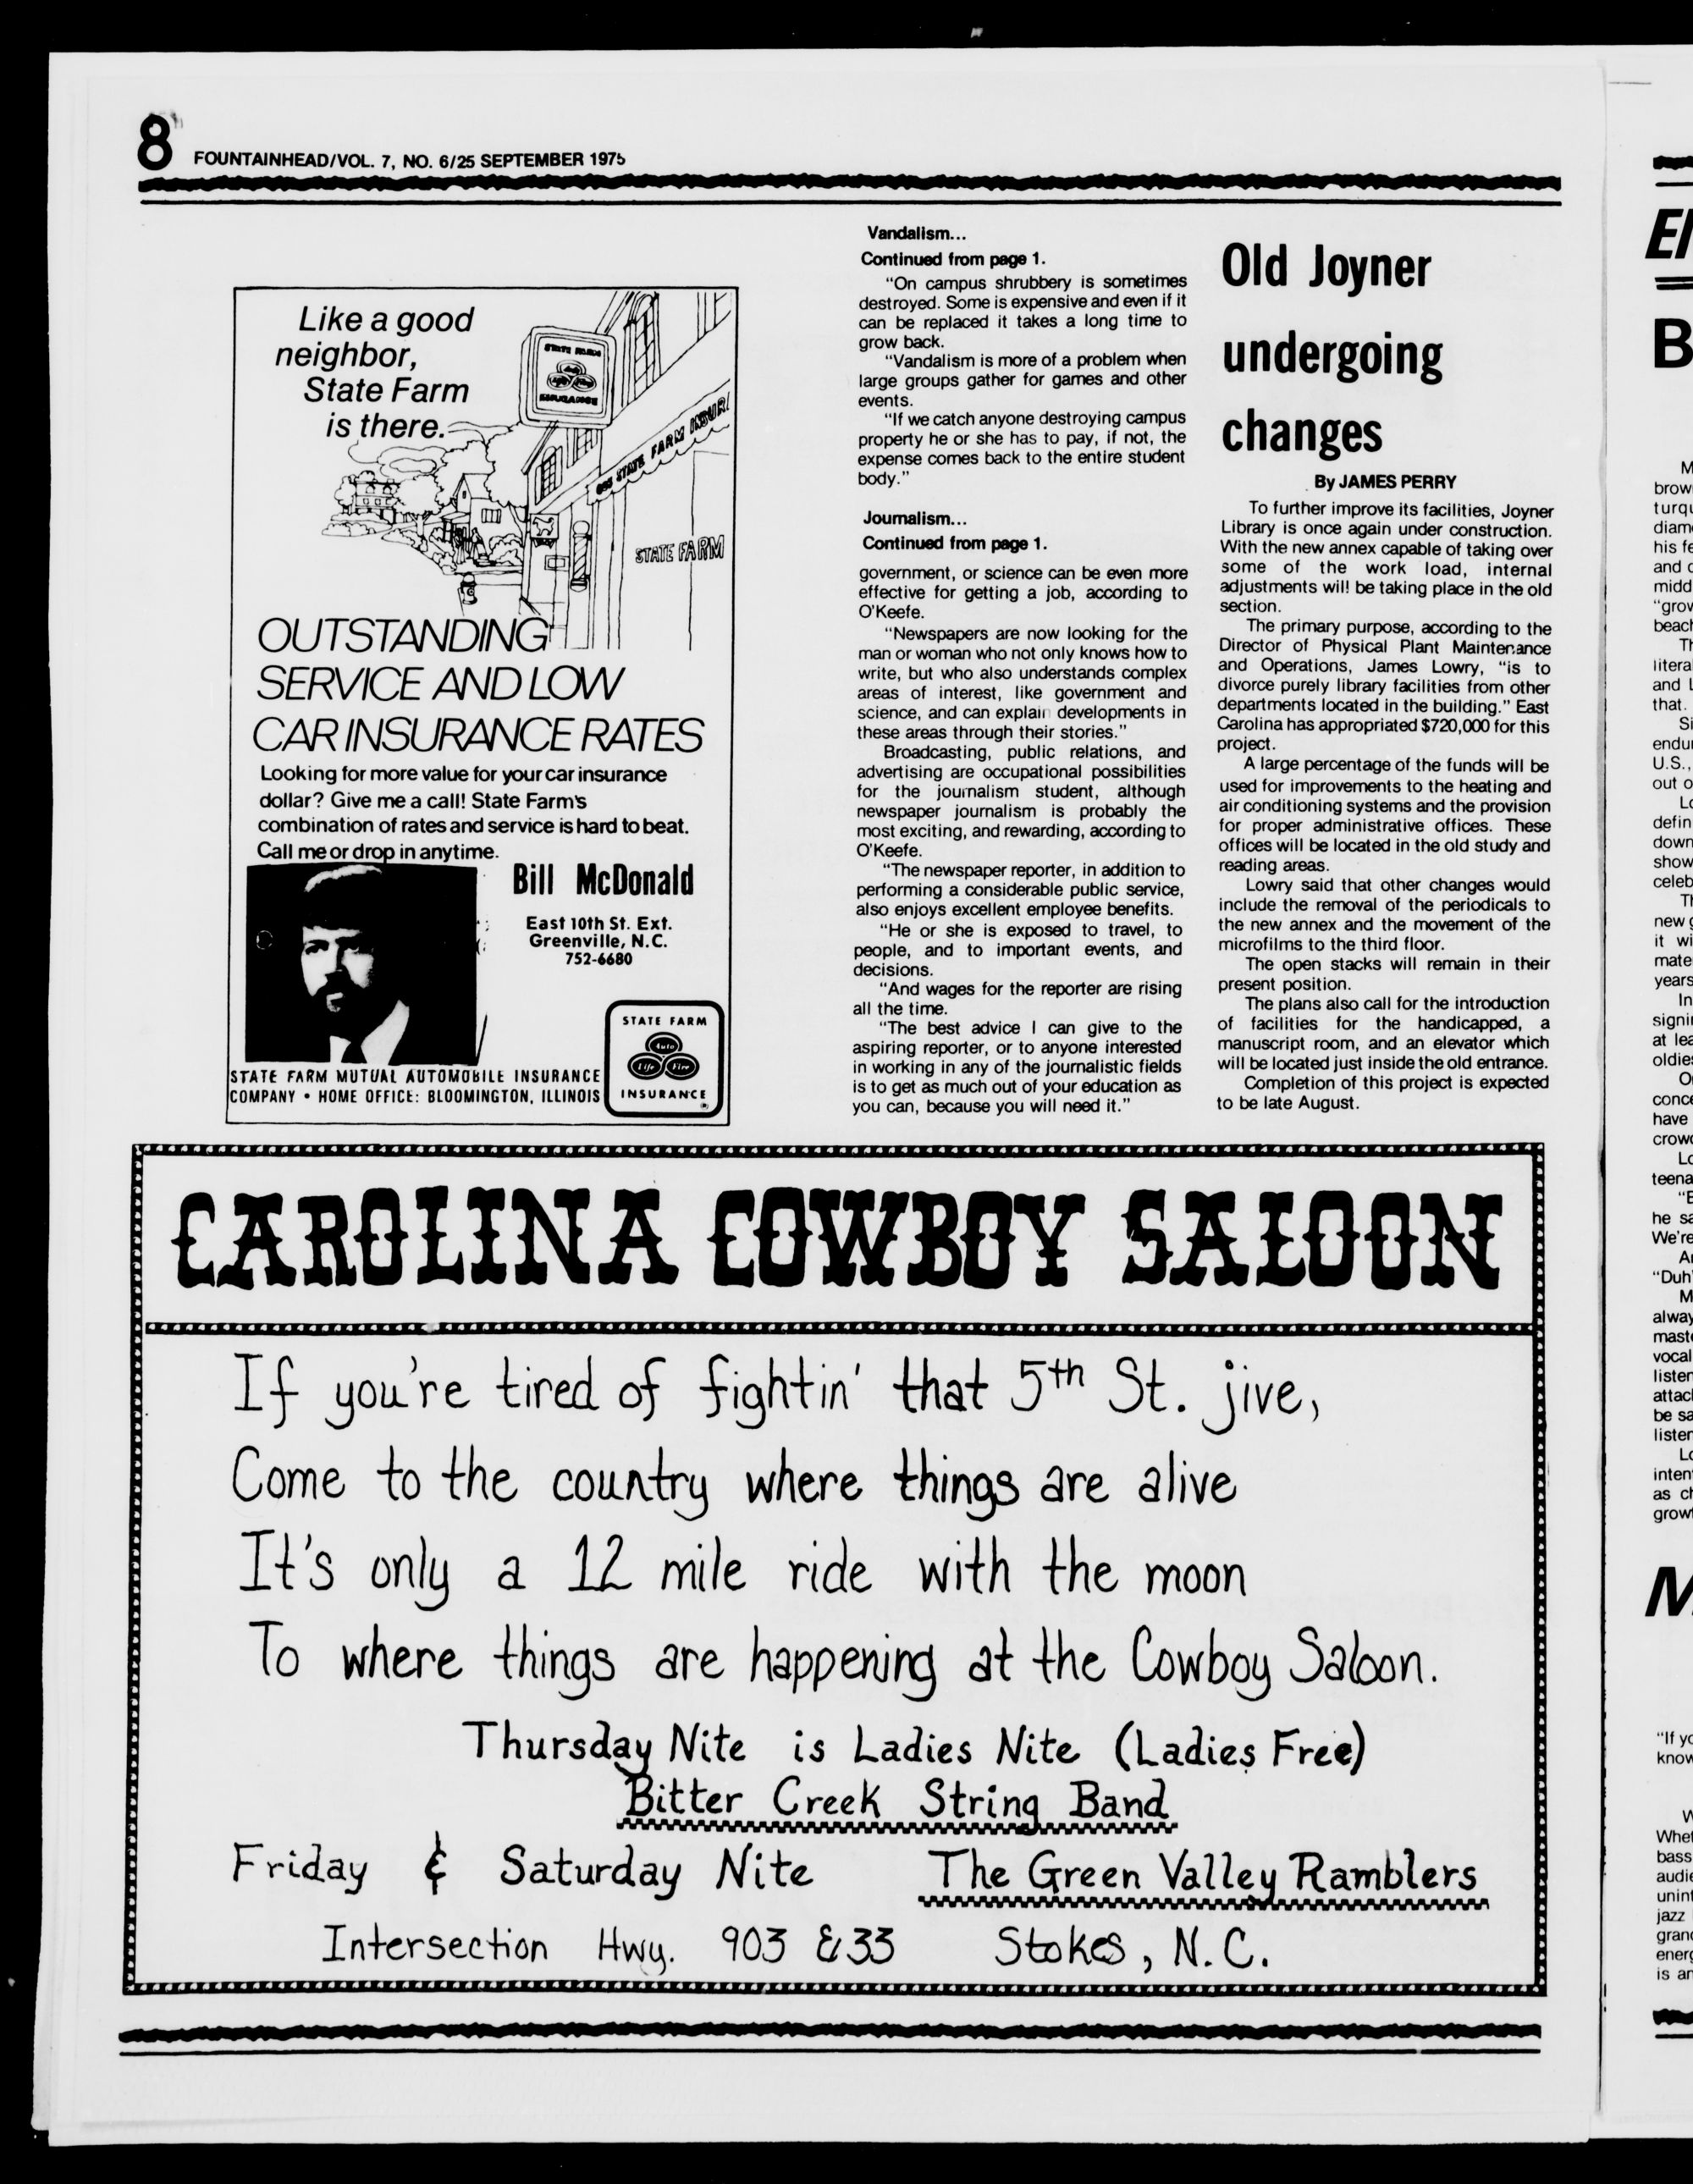 8 FOUNTAINHEAD/VOL. 7, NO. 6/25 SEPTEMBER 1975
Like a good
neighbor,
State Farm
is there.
STATE FARM
INSURANCE
STATE FARM INSUR
STATE FARM
OUTSTANDING
SERVICE AND LOW
CAR INSURANCE RATES
Looking for more value for your car insurance
dollar? Give me a call! State Farm's
combination of rates and service is hard to beat.
Call me or drop in anytime.
Bill McDonald
East 10th St. Ext.
Greenville, N.C.
752-6680
STATE FARM
Auto
Life Fire
INSURANCE
STATE FARM MUTUAL AUTOMOBILE INSURANCE
COMPANY • HOME OFFICE: BLOOMINGTON, ILLINOIS
Vandalism...
Continued from page 1.
"On campus shrubbery is sometimes
destroyed. Some is expensive and even if it
can be replaced it takes a long time to
grow back.
"Vandalism is more of a problem when
large groups gather for games and other
events.
"If we catch anyone destroying campus
property he or she has to pay, if not, the
expense comes back to the entire student
body."
Journalism...
Continued from page 1.
government, or science can be even more
effective for getting a job, according to
O'Keefe.
"Newspapers are now looking for the
man or woman who not only knows how to
write, but who also understands complex
areas of interest, like government and
science, and can explain developments in
these areas through their stories."
Broadcasting, public relations, and
advertising are occupational possibilities
for the journalism student, although
newspaper journalism is probably the
most exciting, and rewarding, according to
O'Keefe.
"The newspaper reporter, in addition to
performing a considerable public service,
also enjoys excellent employee benefits.
"He or she is exposed to travel, to
people, and to important events, and
decisions.
"And wages for the reporter are rising
all the time.
"The best advice I can give to the
aspiring reporter, or to anyone interested
in working in any of the journalistic fields
is to get as much out of your education as
you can, because you will need it."
Old Joyner
undergoing
changes
By JAMES PERRY
To further improve its facilities, Joyner
Library is once again under construction.
With the new annex capable of taking over
some of the work load, internal
adjustments will be taking place in the old
section.
The primary purpose, according to the
Director of Physical Plant Maintenance
and Operations, James Lowry, "is to
divorce purely library facilities from other
departments located in the building." East
Carolina has appropriated $720,000 for this
project.
A large percentage of the funds will be
used for improvements to the heating and
air conditioning systems and the provision
for proper administrative offices. These
offices will be located in the old study and
reading areas.
Lowry said that other changes would
include the removal of the periodicals to
the new annex and the movement of the
microfilms to the third floor.
The open stacks will remain in their
present position.
The plans also call for the introduction
of facilities for the handicapped, a
manuscript room, and an elevator which
will be located just inside the old entrance.
Completion of this project is expected
to be late August.
CAROLINA COWBOY SALOON
If you're tired of fightin' that 5th St. jive,
Come to the country where things are alive
It's only a 12 mile ride with the moon
To where things are happening at the Cowboy Saloon.
Thursday Nite is Ladies Nite (Ladies Free)
Bitter Creek String Band
Friday & Saturday Nite The Green Valley Ramblers
Intersection Hwy. 903 & 33 Stokes, N.C.